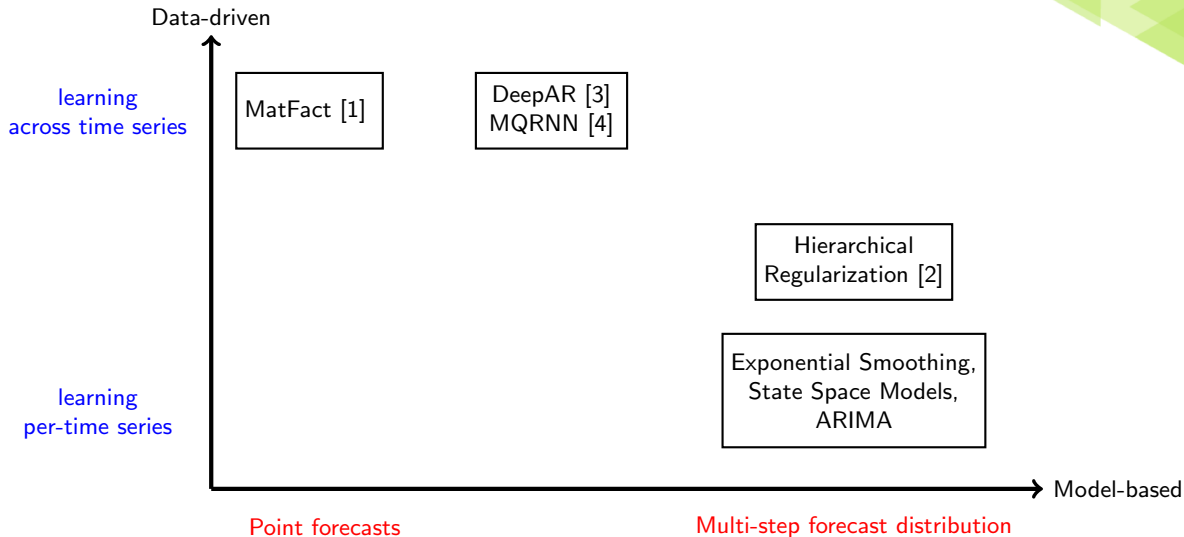 Data-driven
learning
across time series
MatFact [1]
DeepAR [3]
MQRNN [4]
Hierarchical
Regularization [2]
Exponential Smoothing,
State Space Models,
ARIMA
learning
per-time series
Model-based
Point forecasts
Multi-step forecast distribution